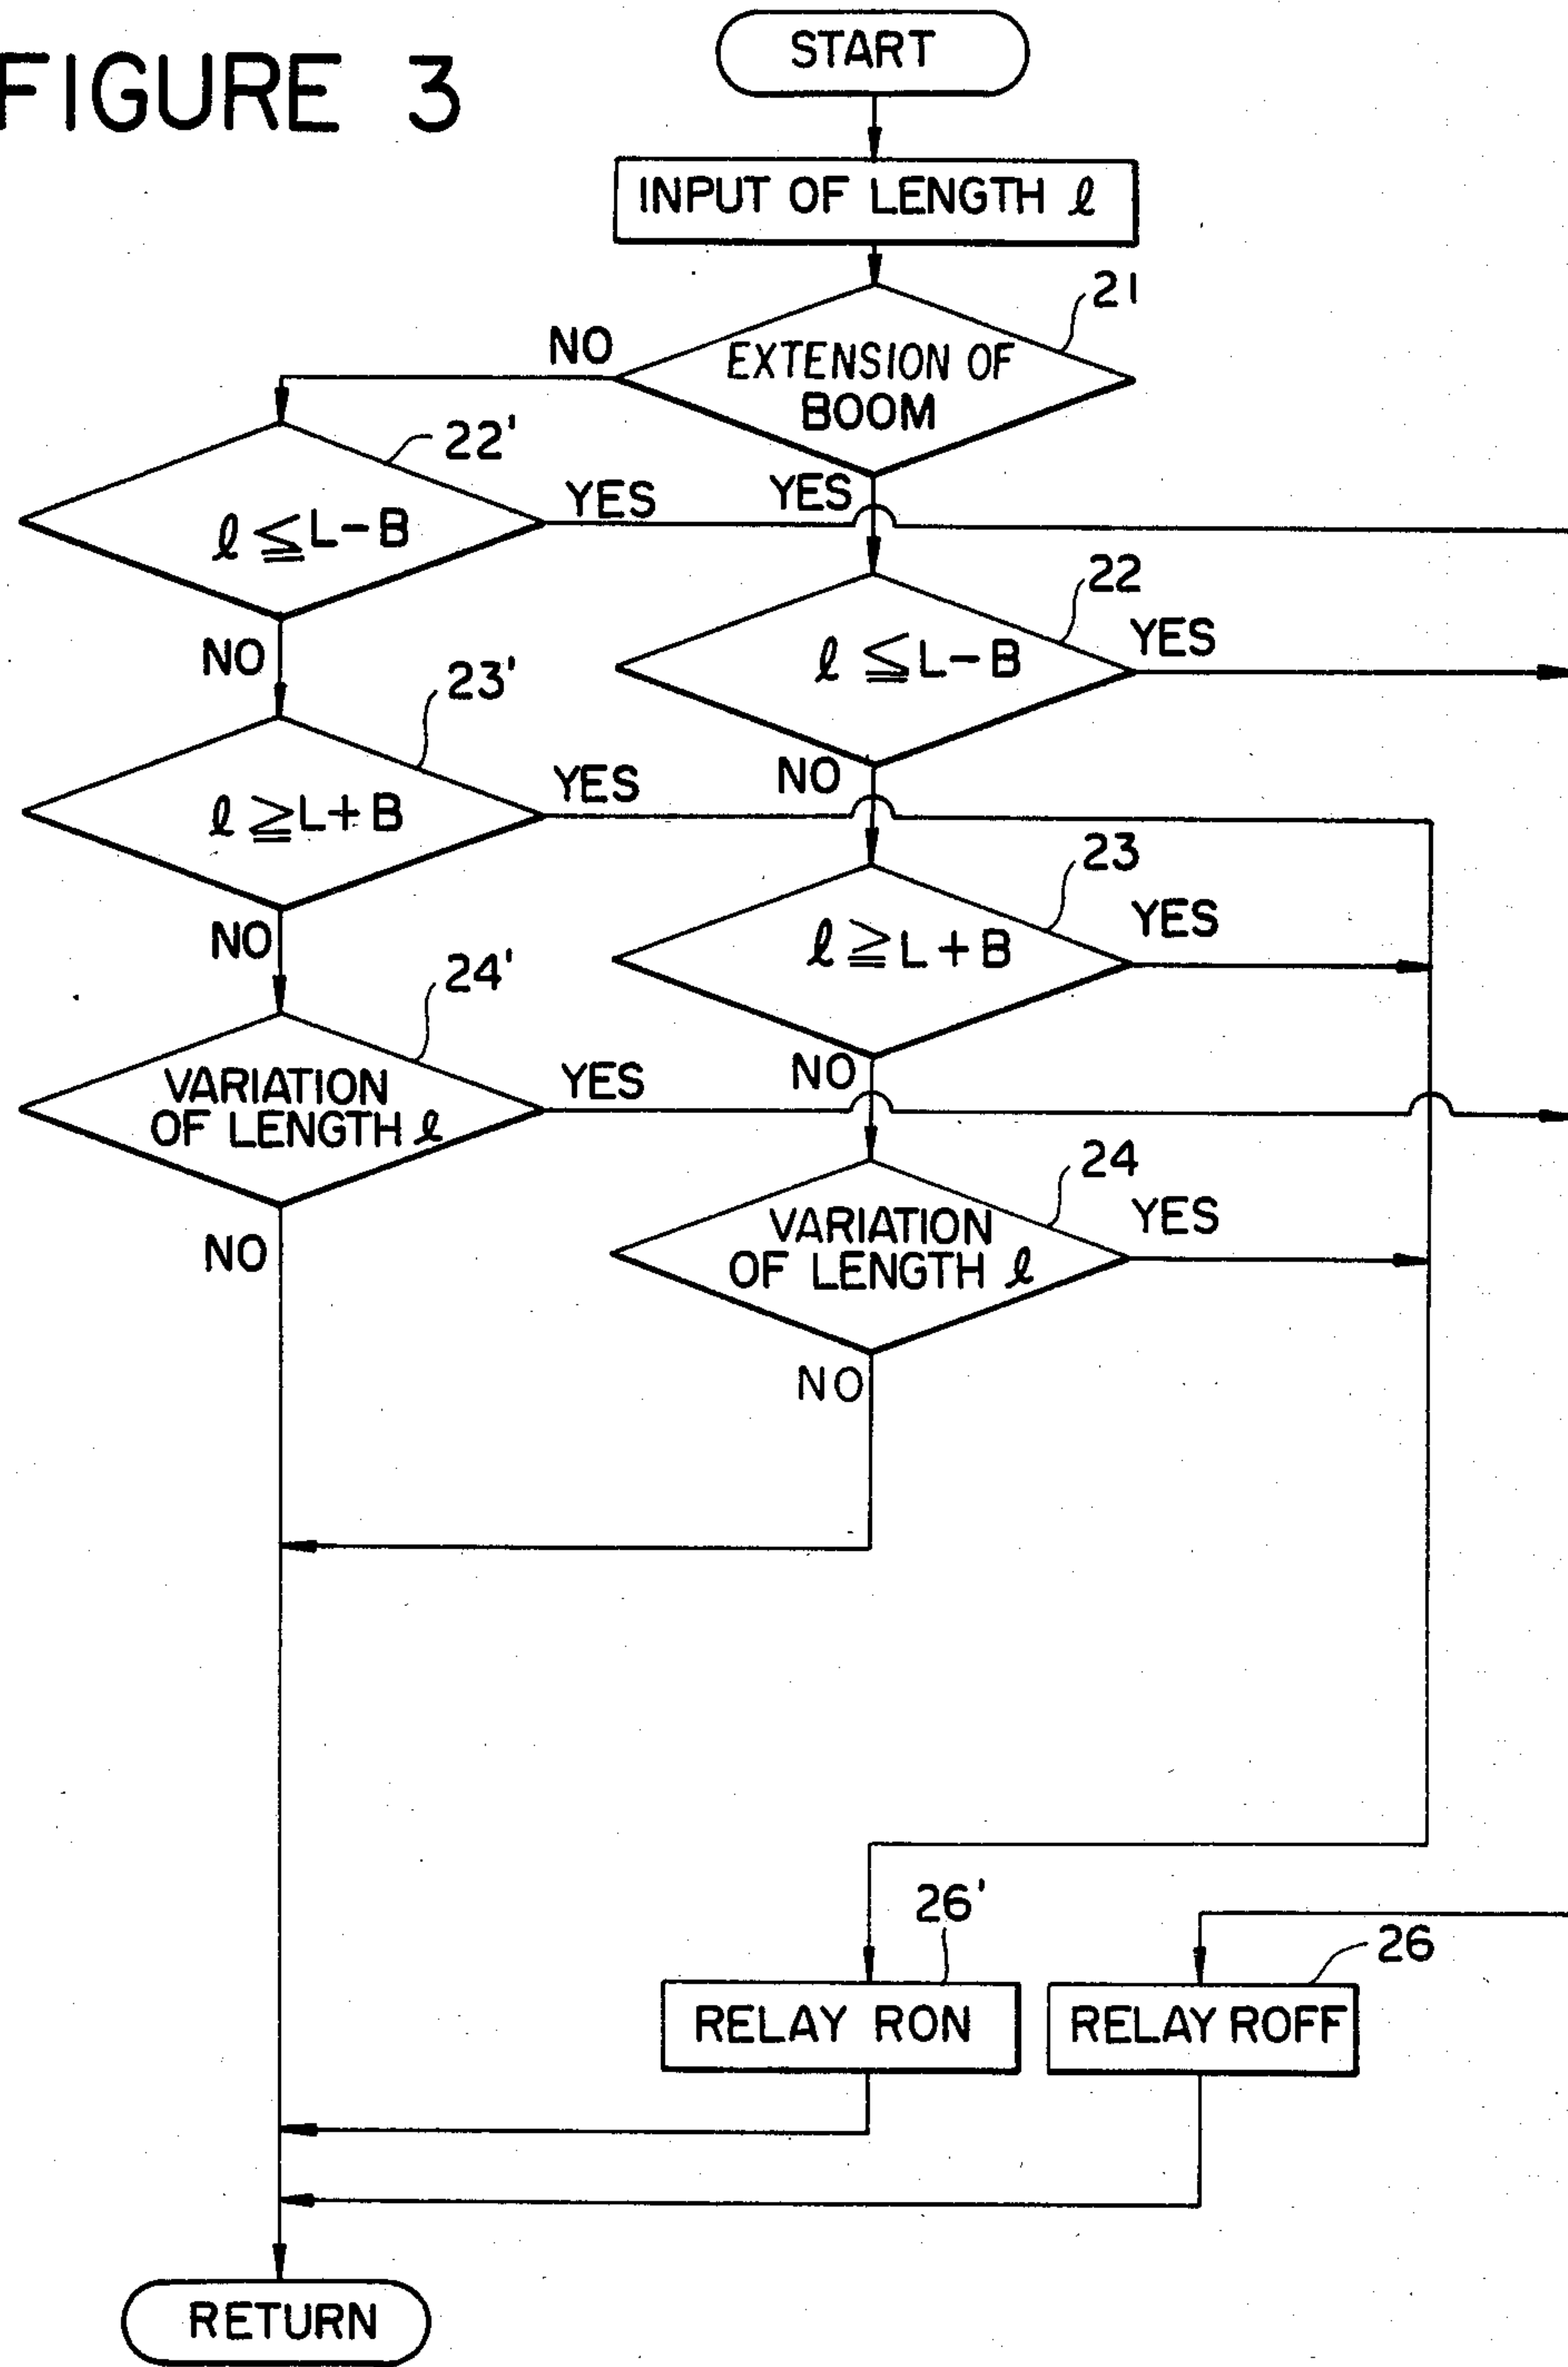 FIGURE 3
START
INPUT OF LENGTH ℓ
21
EXTENSION OF
BOOM
NO
YES
22'
ℓ ≦ L-B
YES
NO
22
ℓ ≦ L-B
YES
NO
23'
ℓ ≧ L+B
YES
NO
23
ℓ ≧ L+B
YES
NO
24'
VARIATION
OF LENGTH ℓ
YES
NO
24
VARIATION
OF LENGTH ℓ
YES
NO
26'
RELAY RON
26
RELAY ROFF
RETURN